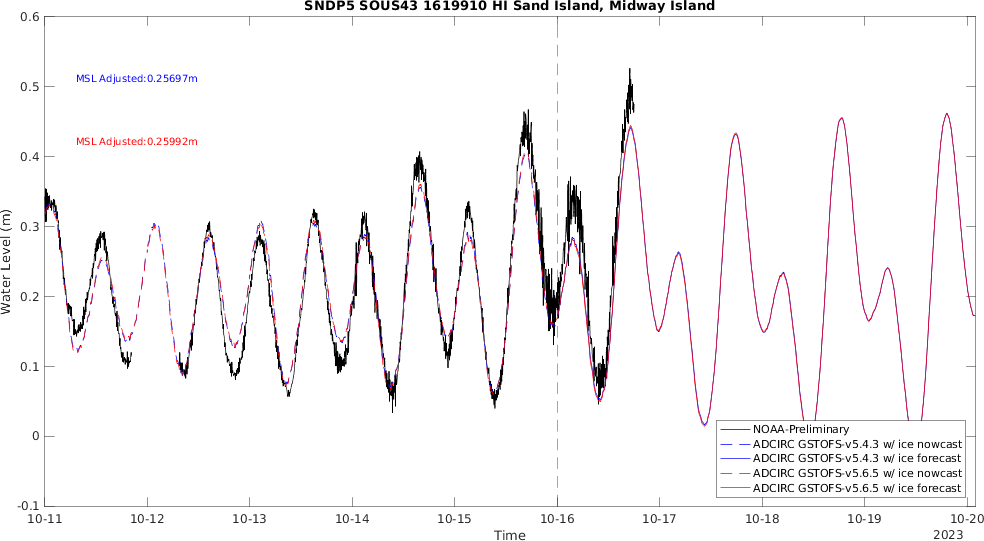 SNDP5 SOUS43 1619910 HI Sand Island, Midway Island
0.6
0.5
0.4
0.3
0.2
0.1
0
-0.1
Water Level (m)
MSL Adjusted:0.25697m
MSL Adjusted:0.25992m
NOAA-Preliminary
ADCIRC GSTOFS-v5.4.3 w/ ice nowcast
ADCIRC GSTOFS-v5.4.3 w/ ice forecast
ADCIRC GSTOFS-v5.6.5 w/ ice nowcast
ADCIRC GSTOFS-v5.6.5 w/ ice forecast
10-11 10-12 10-13 10-14 10-15 10-16 10-17 10-18 10-19 10-20
Time
2023